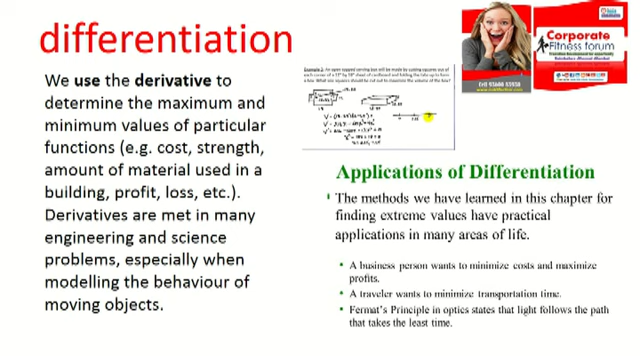 differentiation
We use the derivative to
determine the maximum and
minimum values of particular
functions (e.g. cost, strength,
amount of material used in a
building, profit, loss, etc.).
Derivatives are met in many
engineering and science
problems, especially when
modelling the behaviour of
moving objects.
Corporate
Fitness forum
Applications of Differentiation
The methods we have learned in this chapter for
finding extreme values have practical
applications in many areas of life.
• A business person wants to minimize costs and maximize
profits.
• A traveler wants to minimize transportation time.
• Fermat's Principle in optics states that light follows the path
that takes the least time.